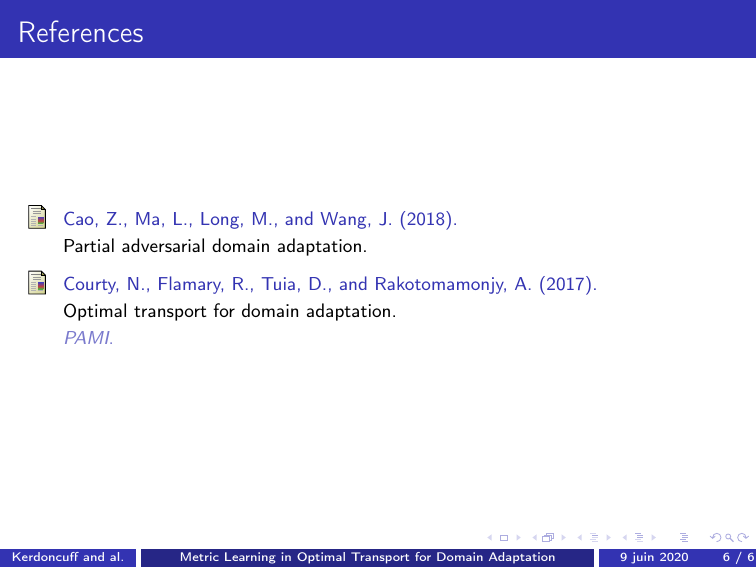 References
Cao, Z., Ma, L., Long, M., and Wang, J. (2018).
Partial adversarial domain adaptation.
Courty, N., Flamary, R., Tuia, D., and Rakotomamonjy, A. (2017).
Optimal transport for domain adaptation.
PAMI.
Kerdoncuff and al.
Metric Learning in Optimal Transport for Domain Adaptation
9 juin 2020
6 / 6